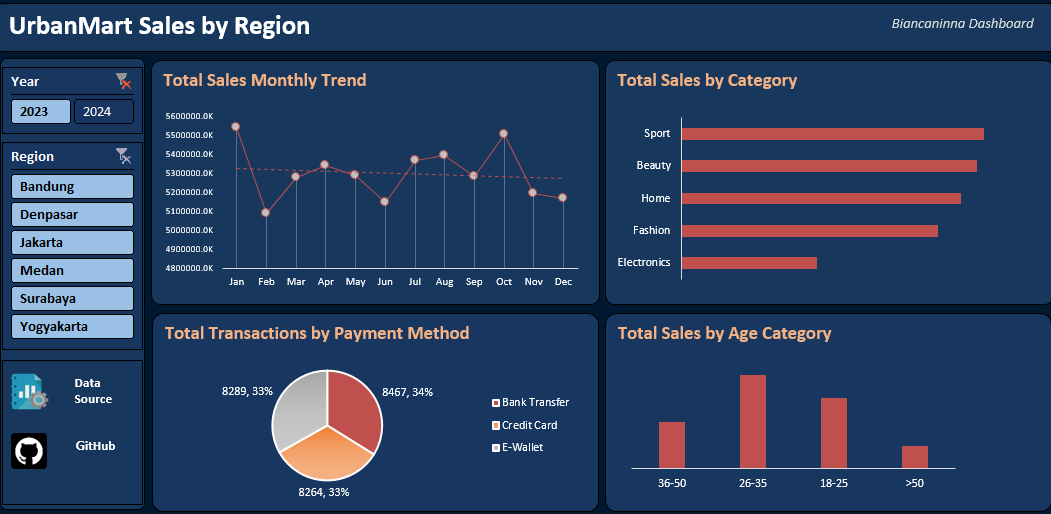 UrbanMart Sales by Region
Biancaninna Dashboard
Year
2023
2024
Region
Bandung
Denpasar
Jakarta
Medan
Surabaya
Yogyakarta
Data
Source
GitHub
Total Sales Monthly Trend
5600000.0K
5500000.0K
5400000.0K
5300000.0K
5200000.0K
5100000.0K
5000000.0K
4900000.0K
4800000.0K
Jan Feb Mar Apr May Jun Jul Aug Sep Oct Nov Dec
Total Sales by Category
Sport
Beauty
Home
Fashion
Electronics
Total Transactions by Payment Method
8289, 33%
8467, 34%
8264, 33%
Bank Transfer
Credit Card
E-Wallet
Total Sales by Age Category
36-50 26-35 18-25 >50